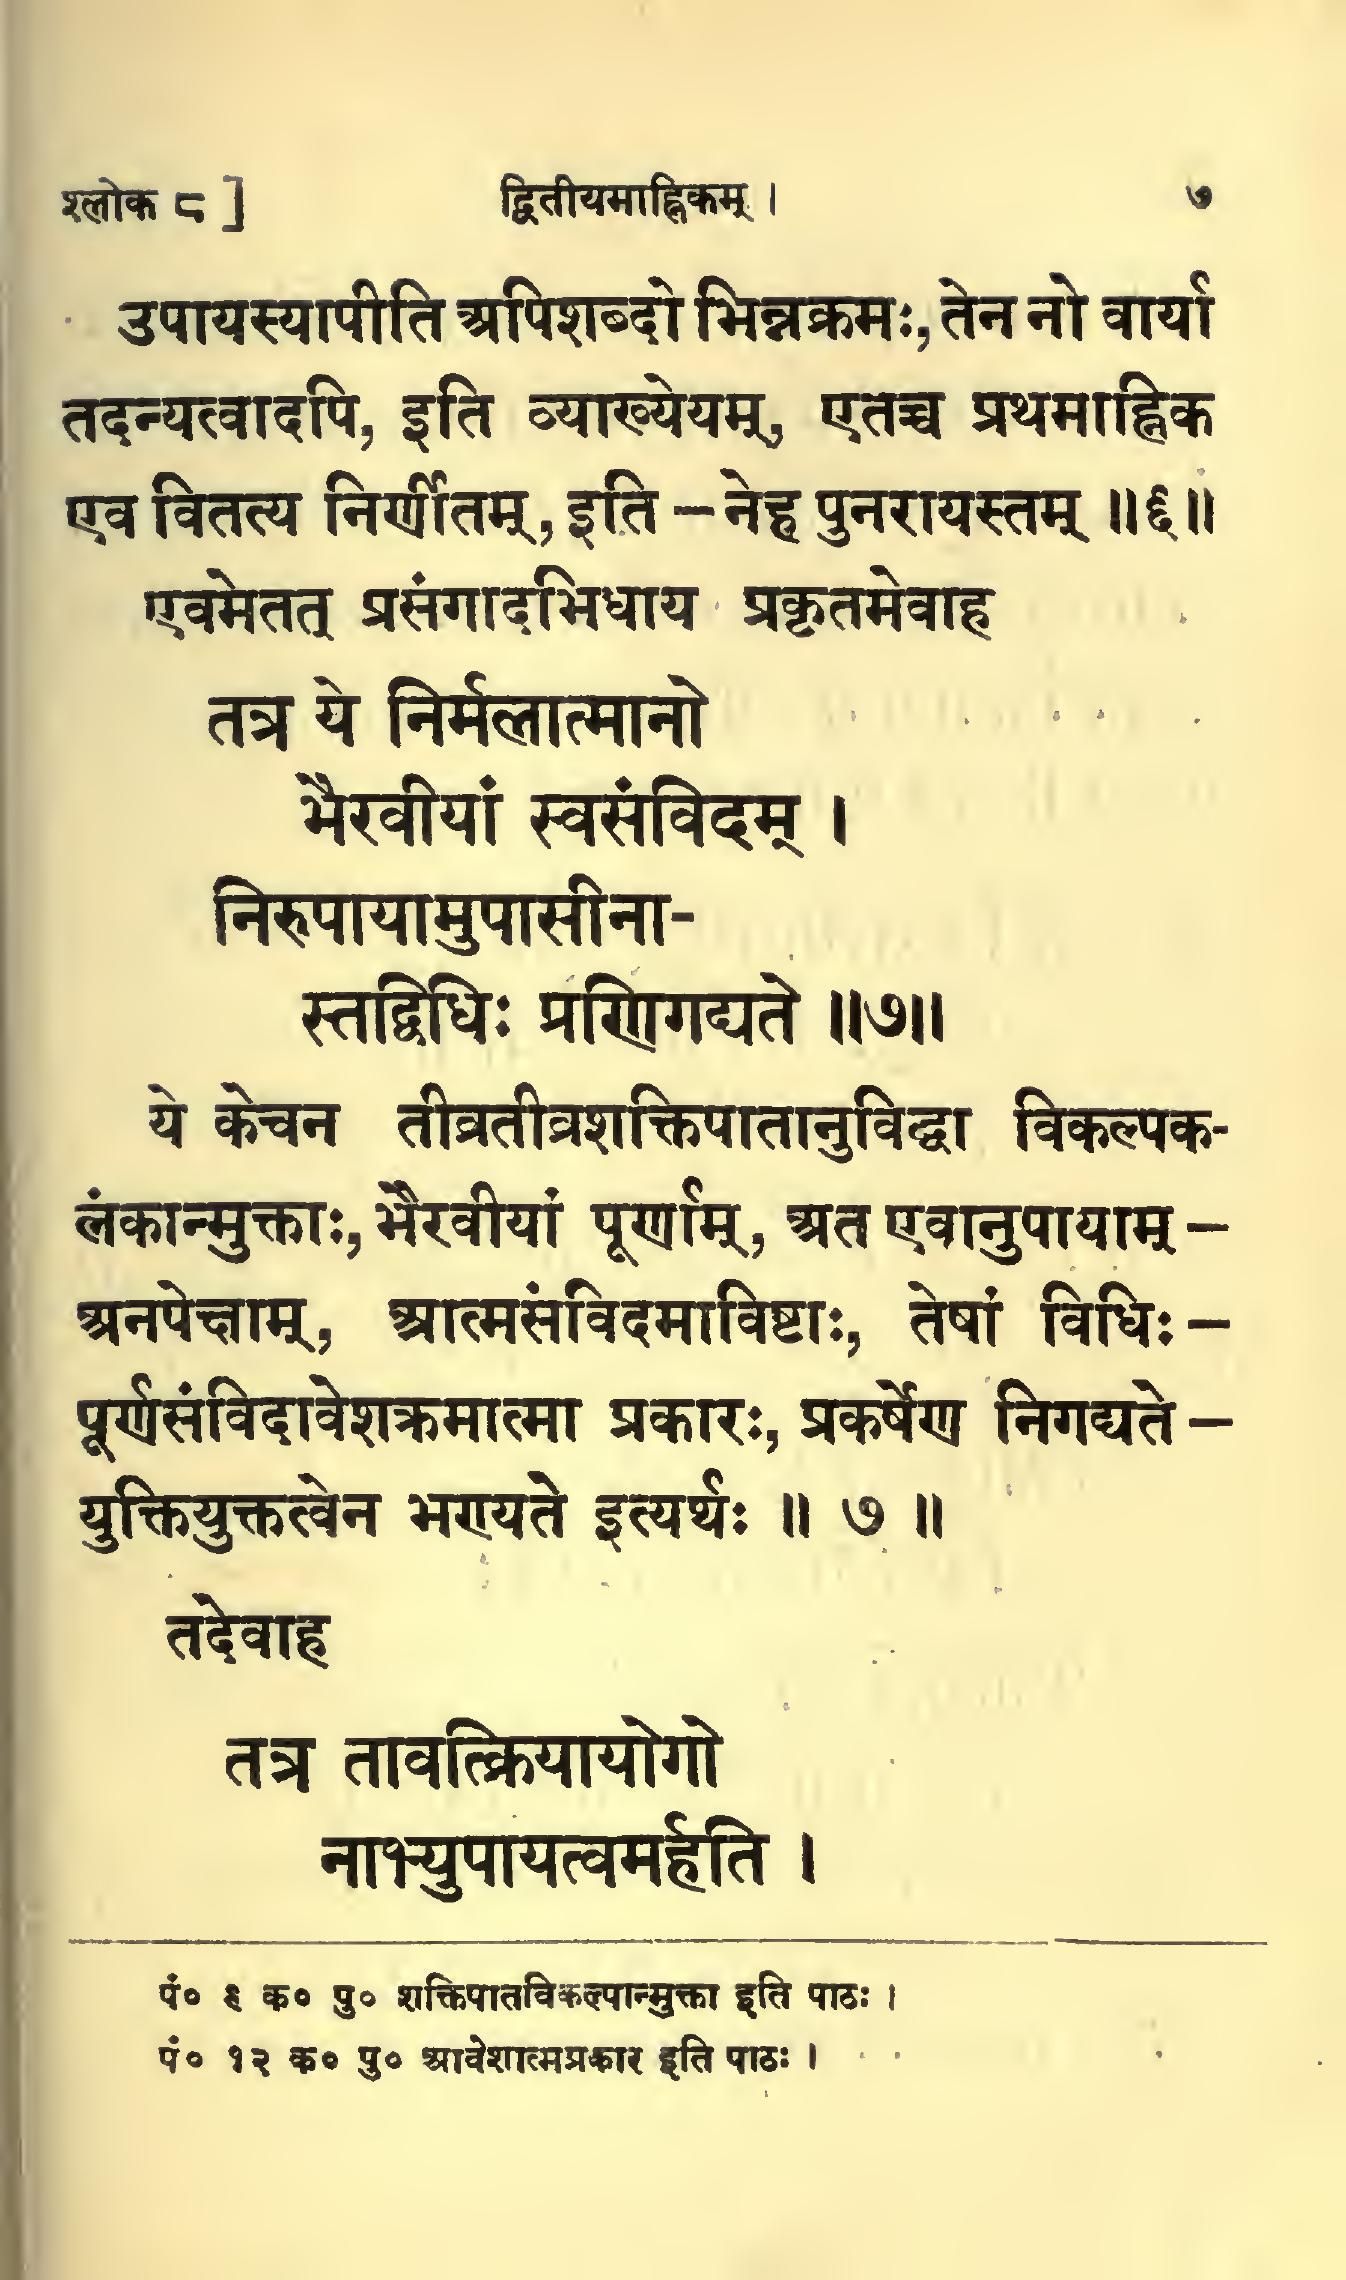 श्लोक ८ ] द्वितीयमाह्निकम् । ७
उपायस्यापीति अपिशब्दो भिन्नक्रमः, तेन नो वार्या
तदन्यत्वादपि, इति व्याख्येयम्, एतच्च प्रथमाह्निक
एव वितत्य निर्णीतम्, इति – नेह पुनरायस्तम् ॥६॥
एवमेतत् प्रसंगादभिधाय प्रकृतमेवाह
तत्र ये निर्मलात्मानो
भैरवीयां स्वसंविदम् ।
निरुपायामुपासीना-
स्तद्विधिः प्रणिगद्यते ॥७॥
ये केचन तीव्रतीव्रशक्तिपातानुविद्धा विकल्पक-
लंकान्मुक्ताः, भैरवीयां पूर्णाम्, अत एवानुपायाम् –
अनपेक्षाम्, आत्मसंविदमाविष्टाः, तेषां विधिः –
पूर्णसंविदावेशक्रमात्मा प्रकारः, प्रकर्षेण निगद्यते –
युक्तियुक्तत्वेन भण्यते इत्यर्थः ॥ ७ ॥
तदेवाह
तत्र तावत्क्रियायोगो
नाभ्युपायत्वमर्हति ।
पं० ६ क० पु० शक्तिपातविकल्पान्मुक्ता इति पाठः ।
पं० १२ क० पु० आवेशात्मप्रकार इति पाठः ।